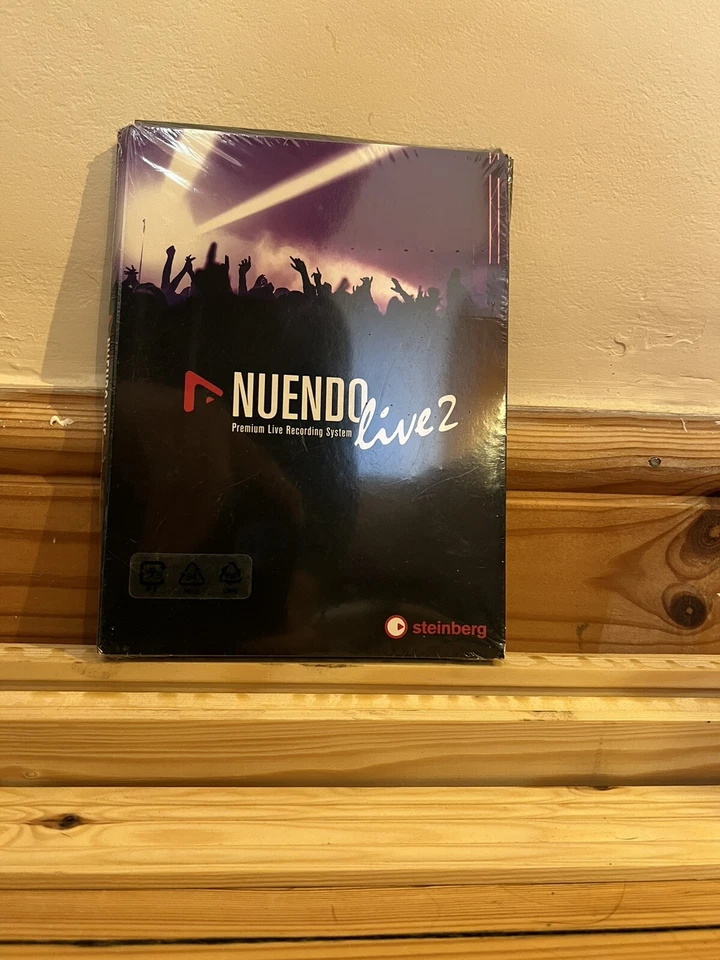 NUENDO
live 2
Premium Live Recording System
steinberg